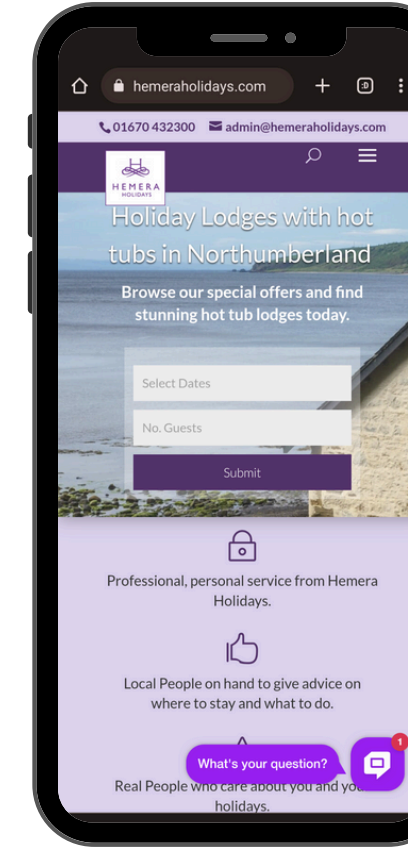 hemeraholidays.com
:D
01670 432300 admin@hemeraholidays.com
HEMERA
HOLIDAYS
Holiday Lodges with hot
tubs in Northumberland
Browse our special offers and find
stunning hot tub lodges today.
Select Dates
No. Guests
Submit
Professional, personal service from Hemera
Holidays.
Local People on hand to give advice on
where to stay and what to do.
1
What's your question?
Real People who care about you and
holidays.